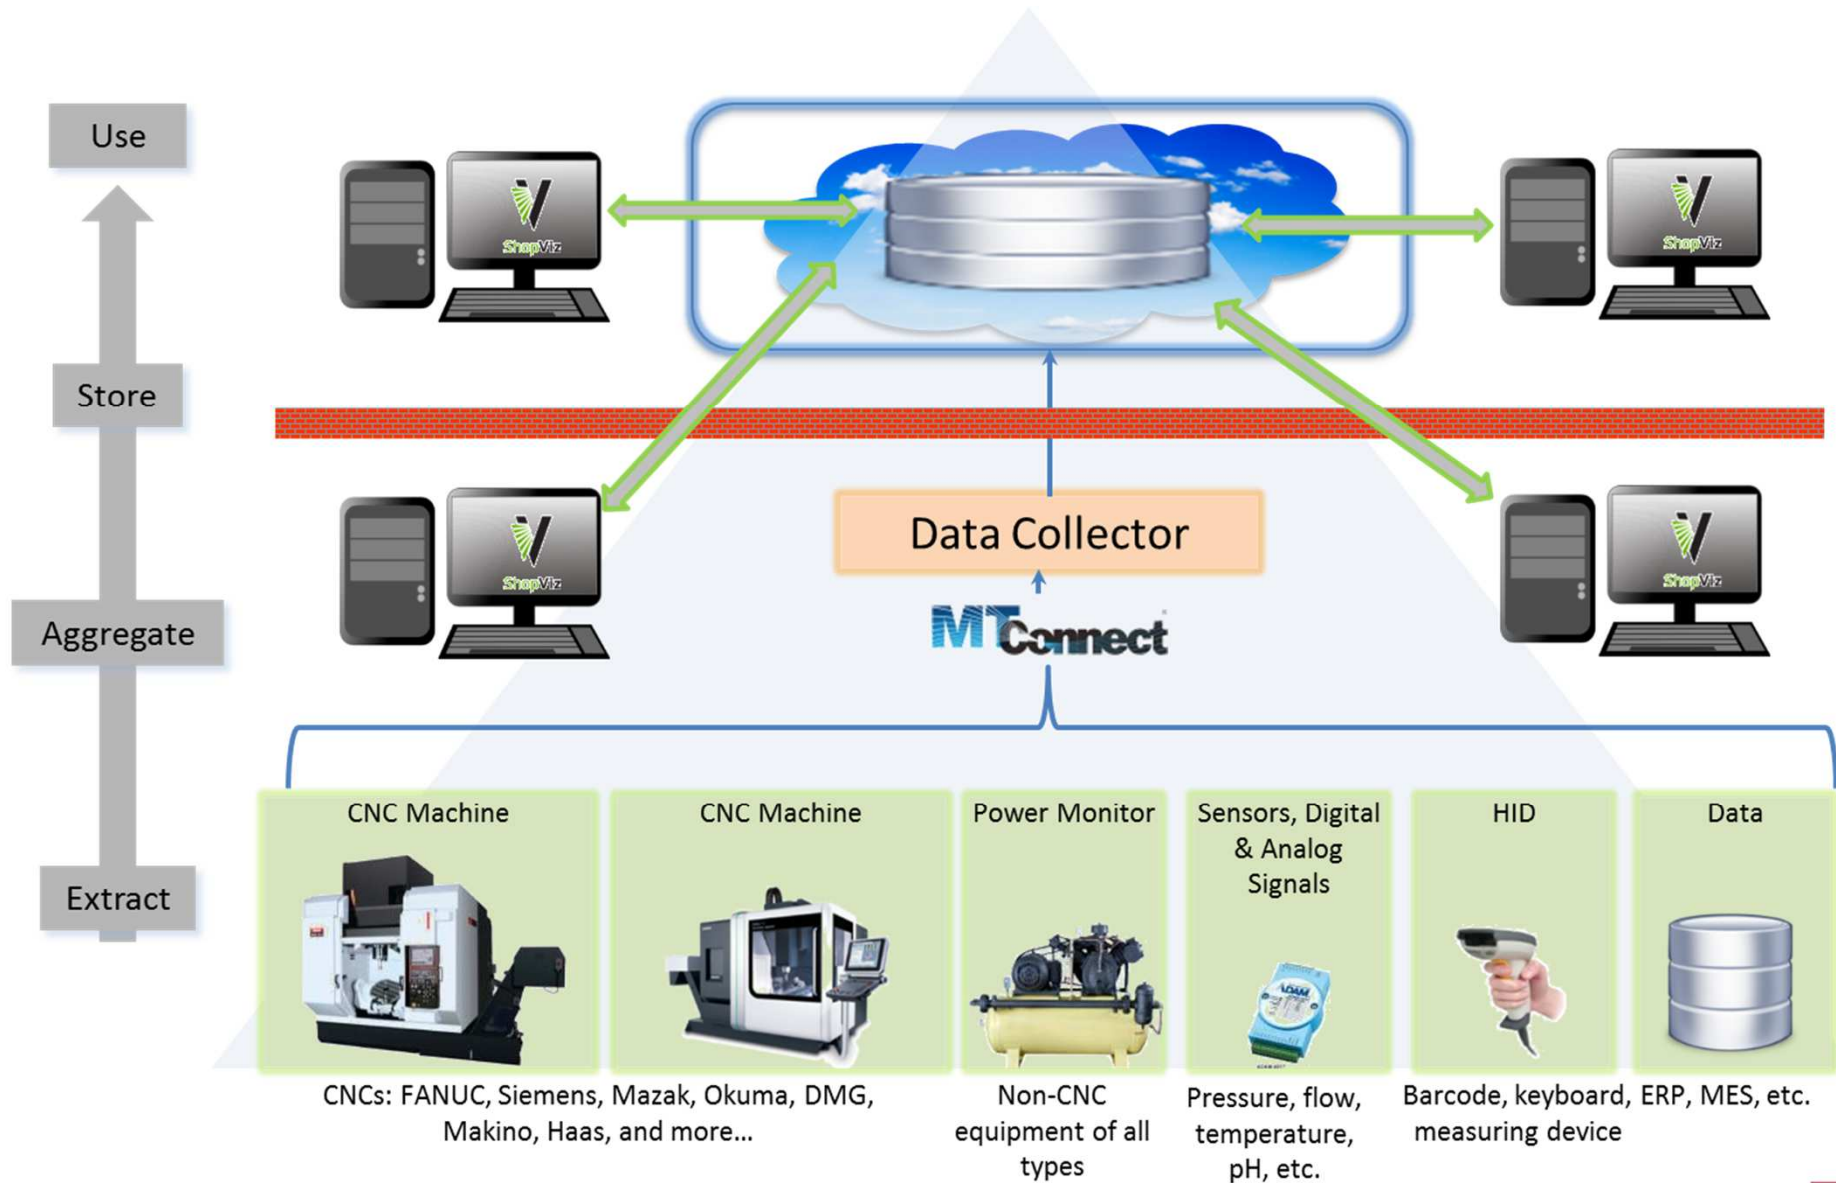 Use
Store
Aggregate
Extract
ShopViz
ShopViz
ShopViz
ShopViz
Data Collector
MTConnect
CNC Machine
CNC Machine
Power Monitor
Sensors, Digital
& Analog
Signals
HID
Data
ADAM
CNCs: FANUC, Siemens, Mazak, Okuma, DMG,
Makino, Haas, and more...
Non-CNC
equipment of all
types
Pressure, flow,
temperature,
pH, etc.
Barcode, keyboard,
measuring device
ERP, MES, etc.